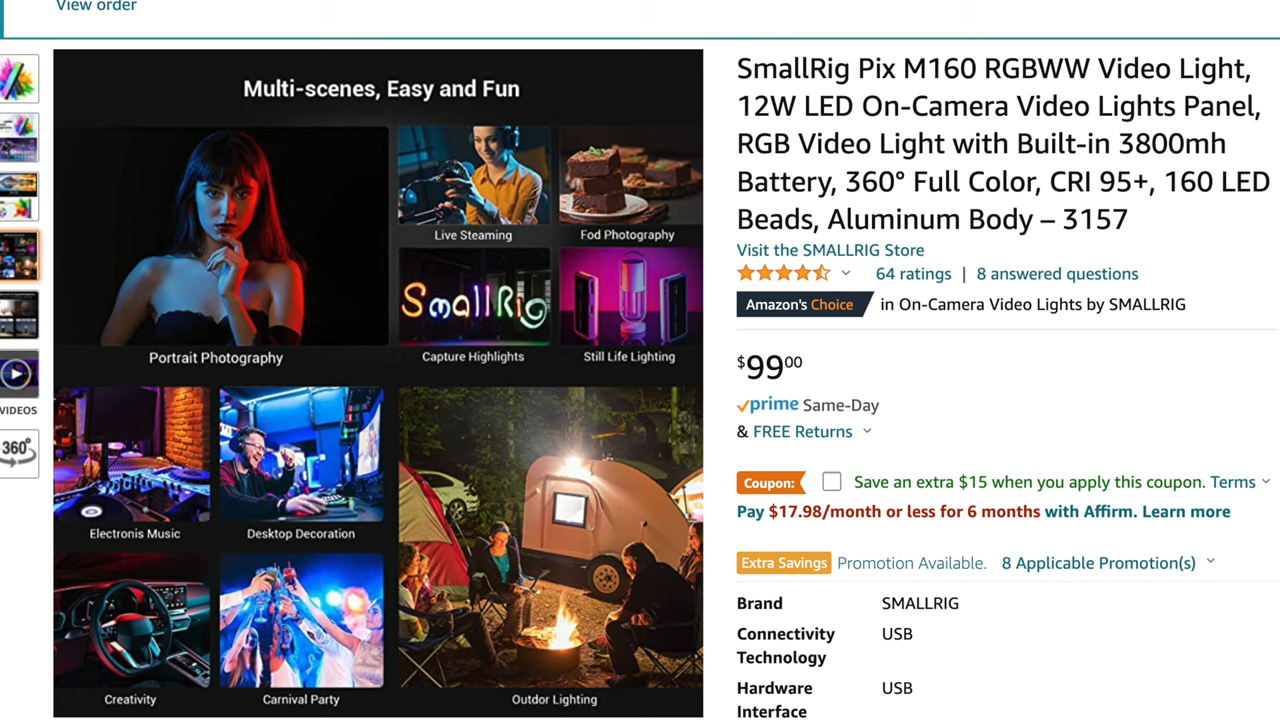 View order
Multi-scenes, Easy and Fun
Portrait Photography
Live Steaming
Fod Photography
SmallRig
Capture Highlights
Still Life Lighting
Electronis Music
Desktop Decoration
Creativity
Carnival Party
Outdor Lighting
VIDEOS
360°
SmallRig Pix M160 RGBWW Video Light,
12W LED On-Camera Video Lights Panel,
RGB Video Light with Built-in 3800mh
Battery, 360° Full Color, CRI 95+, 160 LED
Beads, Aluminum Body – 3157
Visit the SMALLRIG Store
64 ratings | 8 answered questions
Amazon's Choice in On-Camera Video Lights by SMALLRIG
$9900
prime Same-Day
& FREE Returns
Coupon: Save an extra $15 when you apply this coupon. Terms
Pay $17.98/month or less for 6 months with Affirm. Learn more
Extra Savings Promotion Available. 8 Applicable Promotion(s)
Brand SMALLRIG
Connectivity Technology USB
Hardware Interface USB